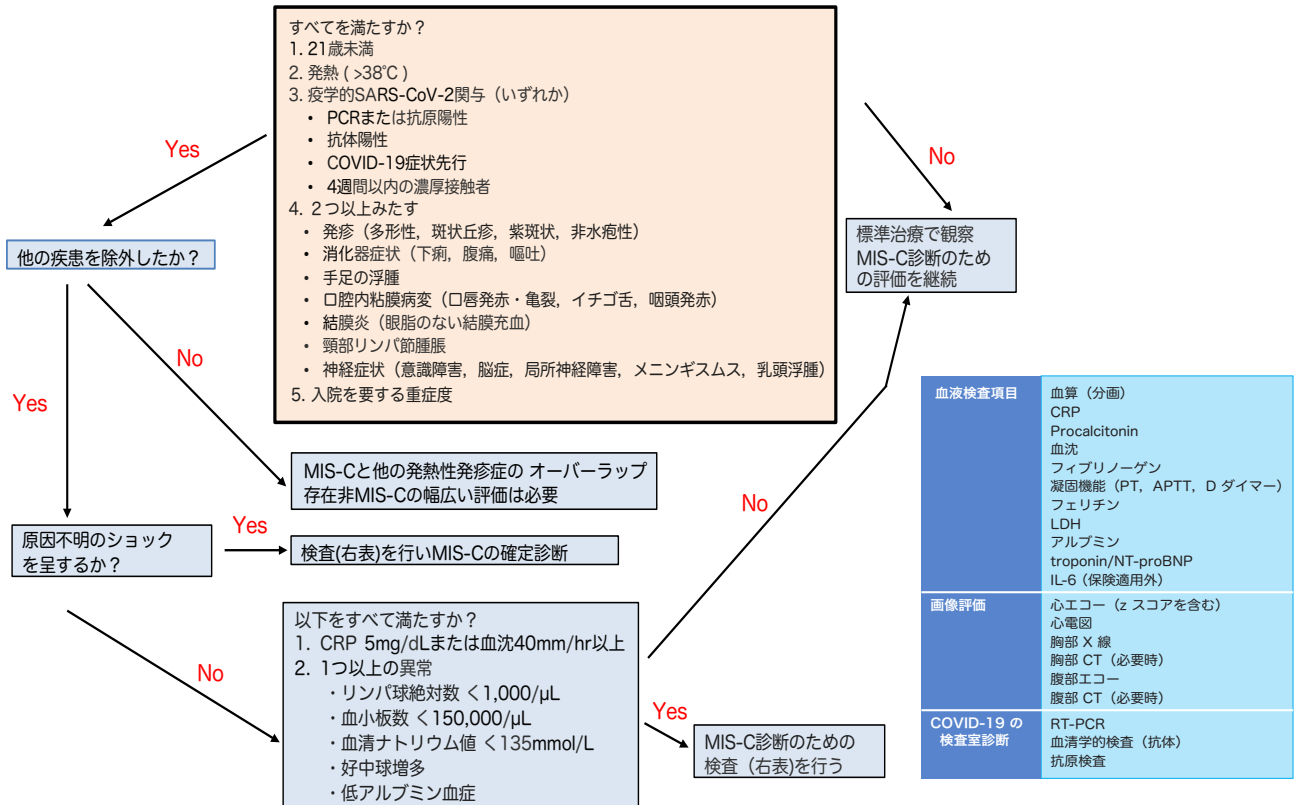 すべてを満たすか？
1. 21歳未満
2. 発熱 ( >38℃ )
3. 疫学的SARS-CoV-2関与（いずれか）
• PCRまたは抗原陽性
• 抗体陽性
• COVID-19症状先行
• 4週間以内の濃厚接触者
4. ２つ以上みたす
• 発疹（多形性，斑状丘疹，紫斑状，非水疱性）
• 消化器症状（下痢，腹痛，嘔吐）
• 手足の浮腫
• 口腔内粘膜病変（口唇発赤・亀裂，イチゴ舌，咽頭発赤）
• 結膜炎（眼脂のない結膜充血）
• 頸部リンパ節腫脹
• 神経症状（意識障害，脳症，局所神経障害，メニンギスムス，乳頭浮腫）
5. 入院を要する重症度
Yes
No
他の疾患を除外したか？
標準治療で観察
MIS-C診断のため
の評価を継続
No
Yes
MIS-Cと他の発熱性発疹症の オーバーラップ
存在非MIS-Cの幅広い評価は必要
原因不明のショック
を呈するか？
Yes
検査(右表)を行いMIS-Cの確定診断
No
No
以下をすべて満たすか？
1. CRP 5mg/dLまたは血沈40mm/hr以上
2. 1つ以上の異常
・リンパ球絶対数 <1,000/μL
・血小板数 <150,000/μL
・血清ナトリウム値 <135mmol/L
・好中球増多
・低アルブミン血症
Yes
MIS-C診断のための
検査（右表)を行う
血液検査項目
血算（分画）
CRP
Procalcitonin
血沈
フィブリノーゲン
凝固機能（PT，APTT，D ダイマー）
フェリチン
LDH
アルブミン
troponin/NT-proBNP
IL-6（保険適用外）
画像評価
心エコー（z スコアを含む）
心電図
胸部 X 線
胸部 CT（必要時）
腹部エコー
腹部 CT（必要時）
COVID-19 の
検査室診断
RT-PCR
血清学的検査（抗体）
抗原検査